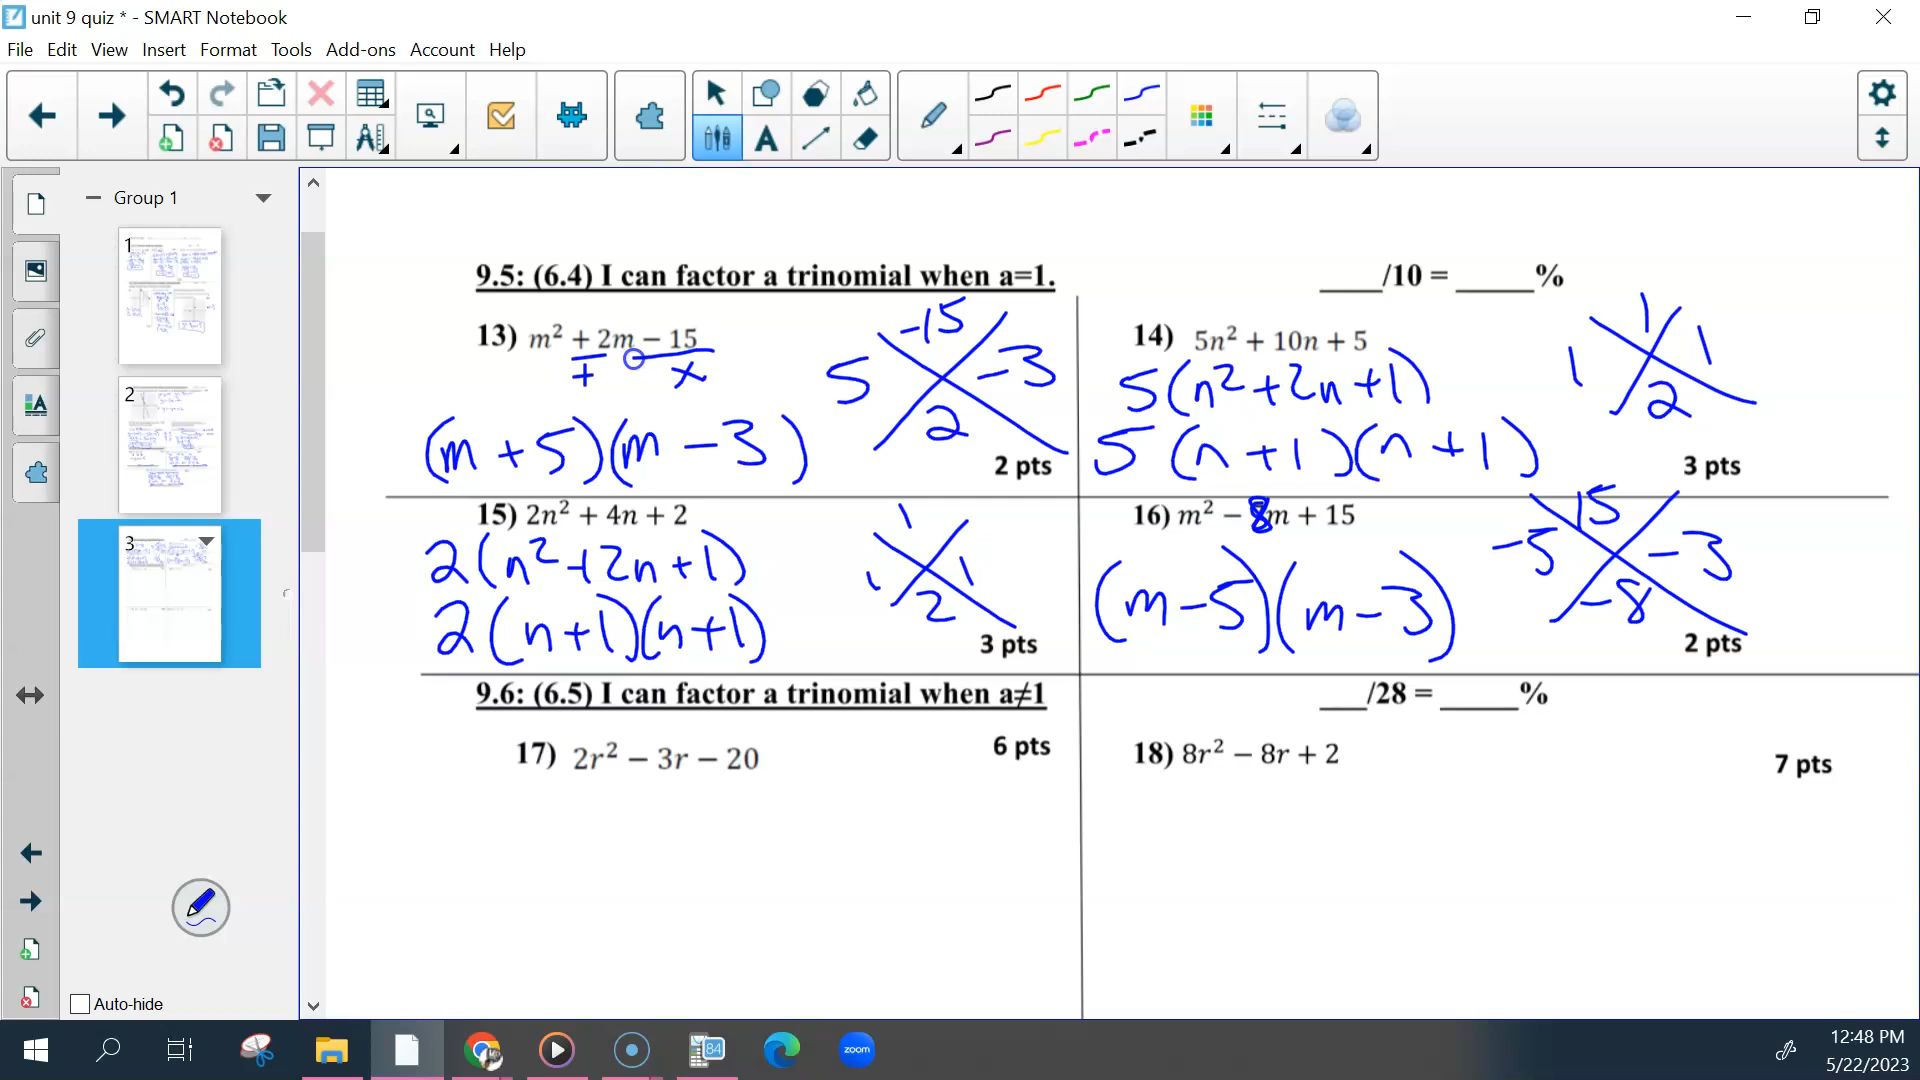 unit 9 quiz * - SMART Notebook
File Edit View Insert Format Tools Add-ons Account Help
Group 1
1
2
3
Auto-hide
9.5: (6.4) I can factor a trinomial when a=1. ____/10 = _____%
13) m² + 2m − 15
+ x
-15
5 -3
2
(m + 5)(m - 3)
2 pts
14) 5n² + 10n + 5
5(n² + 2n + 1)
5(n + 1)(n + 1)
1
1 1
2
3 pts
15) 2n² + 4n + 2
2(n² + 2n + 1)
2(n + 1)(n + 1)
1
1 1
2
3 pts
16) m² − 8m + 15
(m - 5)(m - 3)
15
-5 -3
-8
2 pts
9.6: (6.5) I can factor a trinomial when a≠1 ___/28 = _____%
17) 2r² − 3r − 20
6 pts
18) 8r² − 8r + 2
7 pts
84
zoom
12:48 PM
5/22/2023